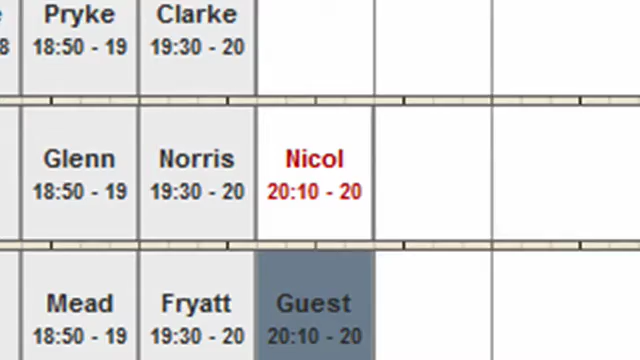 Pryke Clarke
8 18:50 - 19 19:30 - 20
Glenn Norris Nicol
18:50 - 19 19:30 - 20 20:10 - 20
Mead Fryatt Guest
18:50 - 19 19:30 - 20 20:10 - 20